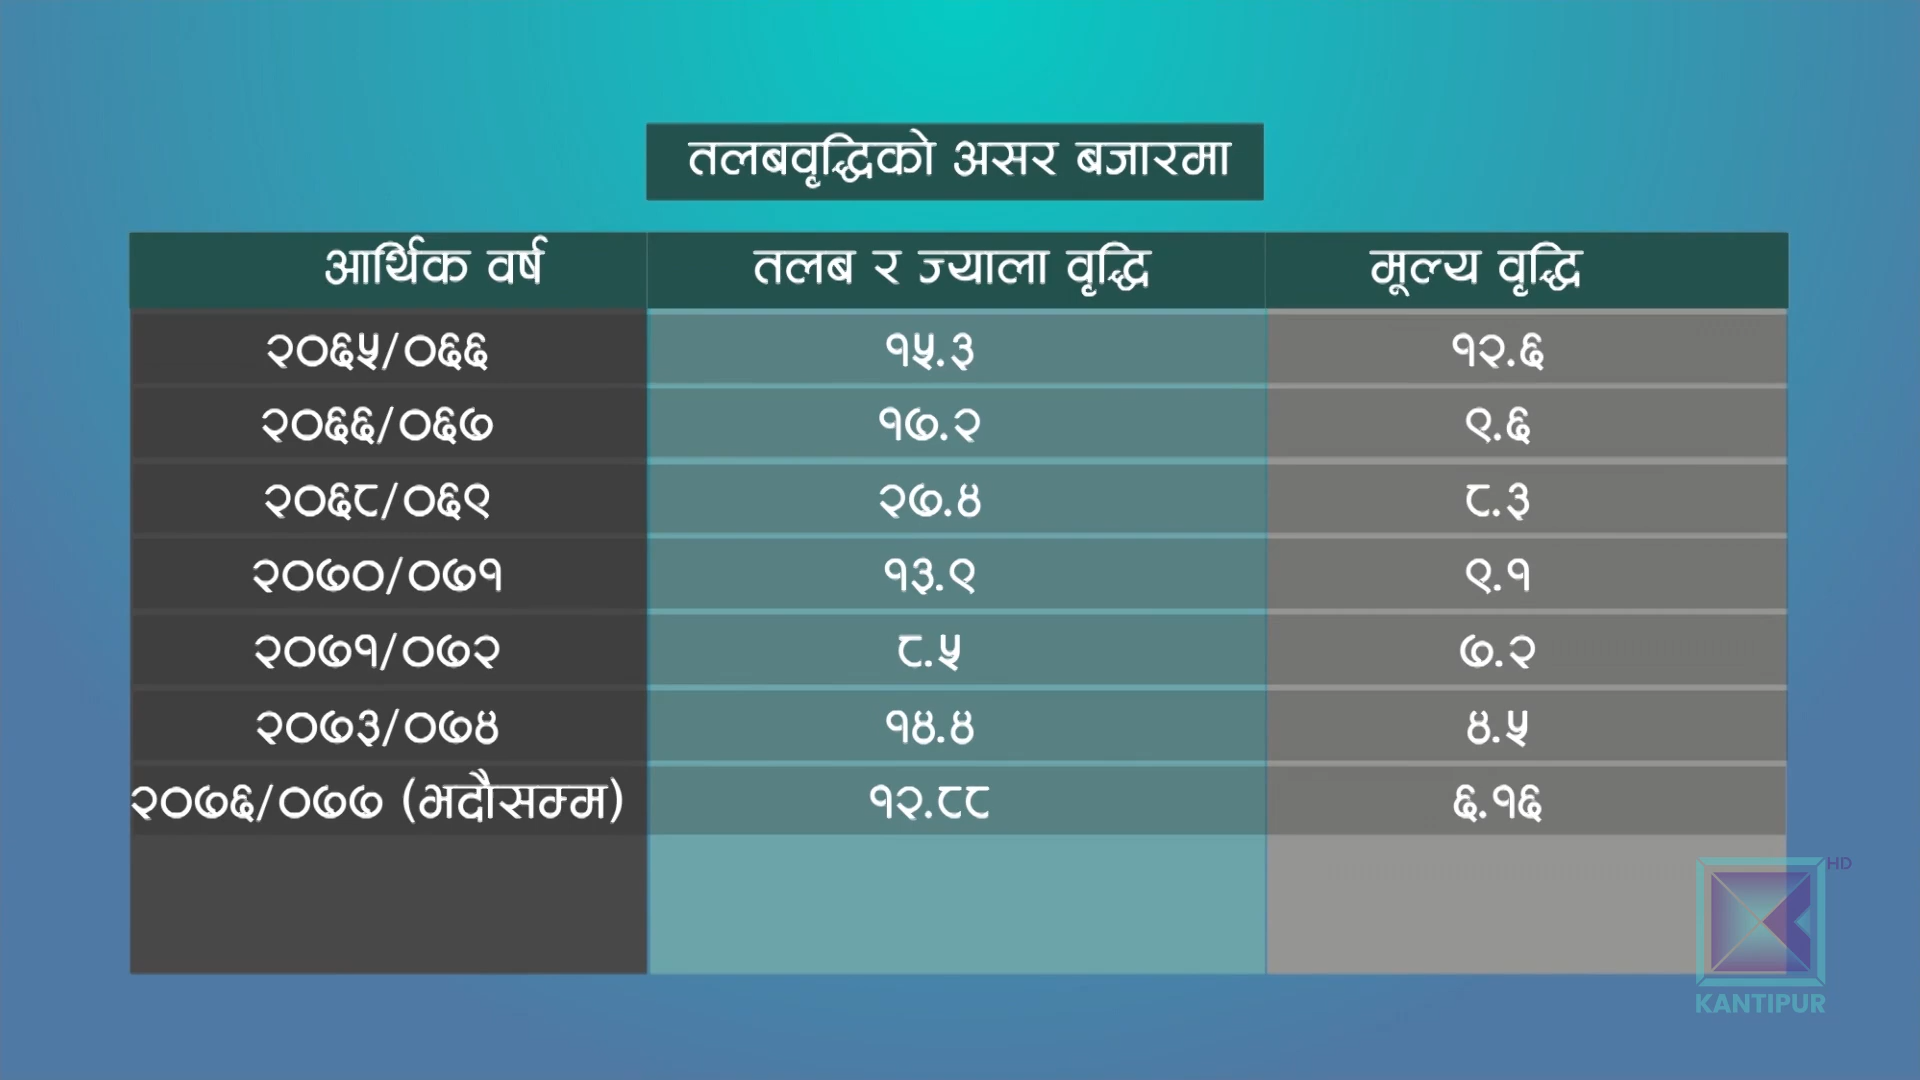 तलबवृद्धिको असर बजारमा
आर्थिक वर्ष तलब र ज्याला वृद्धि मूल्य वृद्धि
२०६५/०६६ १५.३ १२.६
२०६६/०६७ १७.२ ९.६
२०६८/०६९ २७.४ ८.३
२०७०/०७१ १३.९ ९.१
२०७१/०७२ ८.५ ७.२
२०७३/०७४ १४.४ ४.५
२०७६/०७७ (भदौसम्म) १२.८८ ६.१६
HD
KANTIPUR